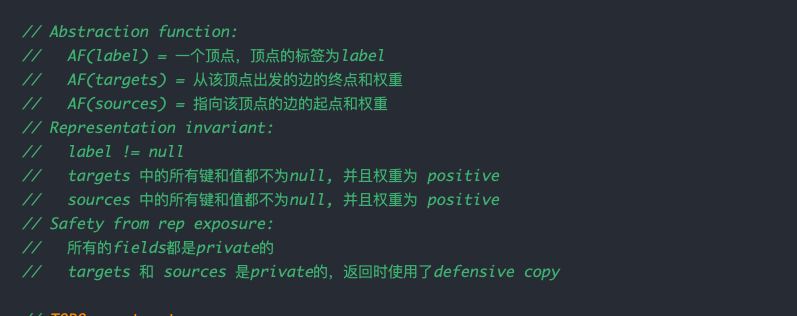 // Abstraction function:
//   AF(label) = 一个顶点，顶点的标签为label
//   AF(targets) = 从该顶点出发的边的终点和权重
//   AF(sources) = 指向该顶点的边的起点和权重
// Representation invariant:
//   label != null
//   targets 中的所有键和值都不为null, 并且权重为 positive
//   sources 中的所有键和值都不为null, 并且权重为 positive
// Safety from rep exposure:
//   所有的fields都是private的
//   targets 和 sources 是private的，返回时使用了defensive copy